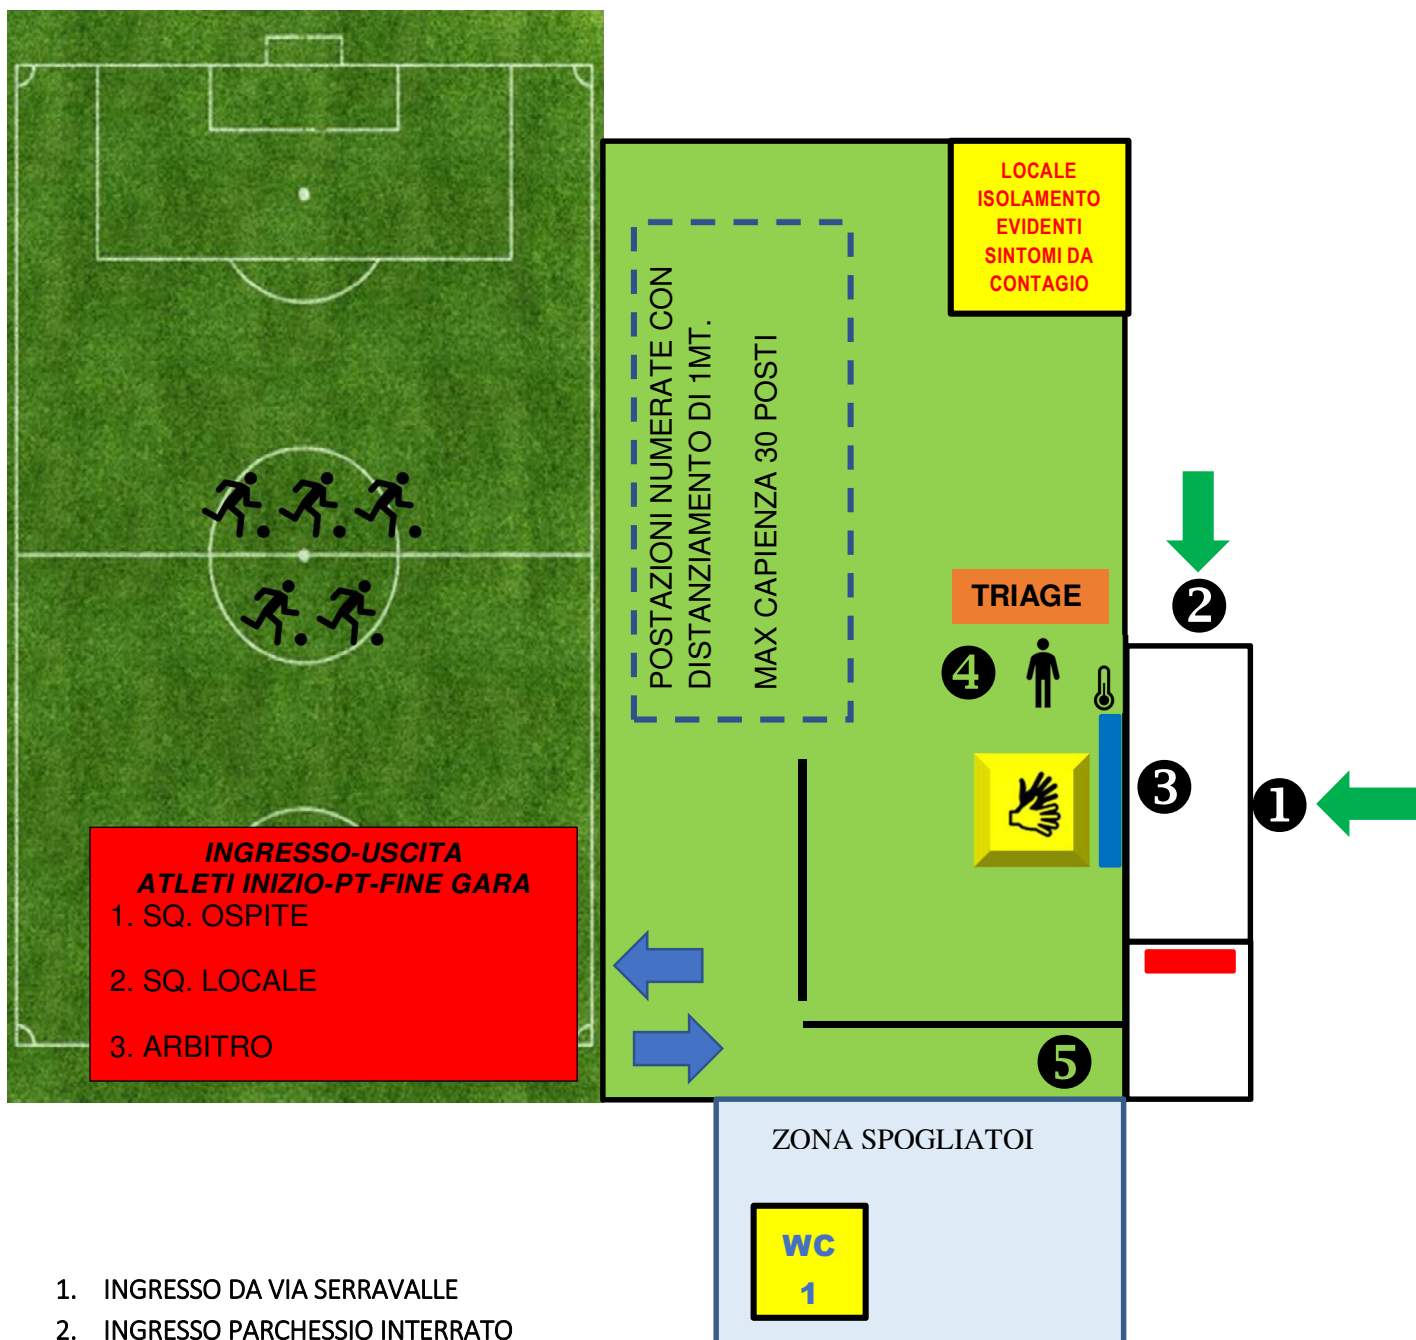 LOCALE
ISOLAMENTO
EVIDENTI
SINTOMI DA
CONTAGIO
POSTAZIONI NUMERATE CON
DISTANZIAMENTO DI 1MT.
MAX CAPIENZA 30 POSTI
TRIAGE
2
4
3
1
INGRESSO-USCITA
ATLETI INIZIO-PT-FINE GARA
1. SQ. OSPITE
2. SQ. LOCALE
3. ARBITRO
5
ZONA SPOGLIATOI
WC
1
1. INGRESSO DA VIA SERRAVALLE
2. INGRESSO PARCHESSIO INTERRATO